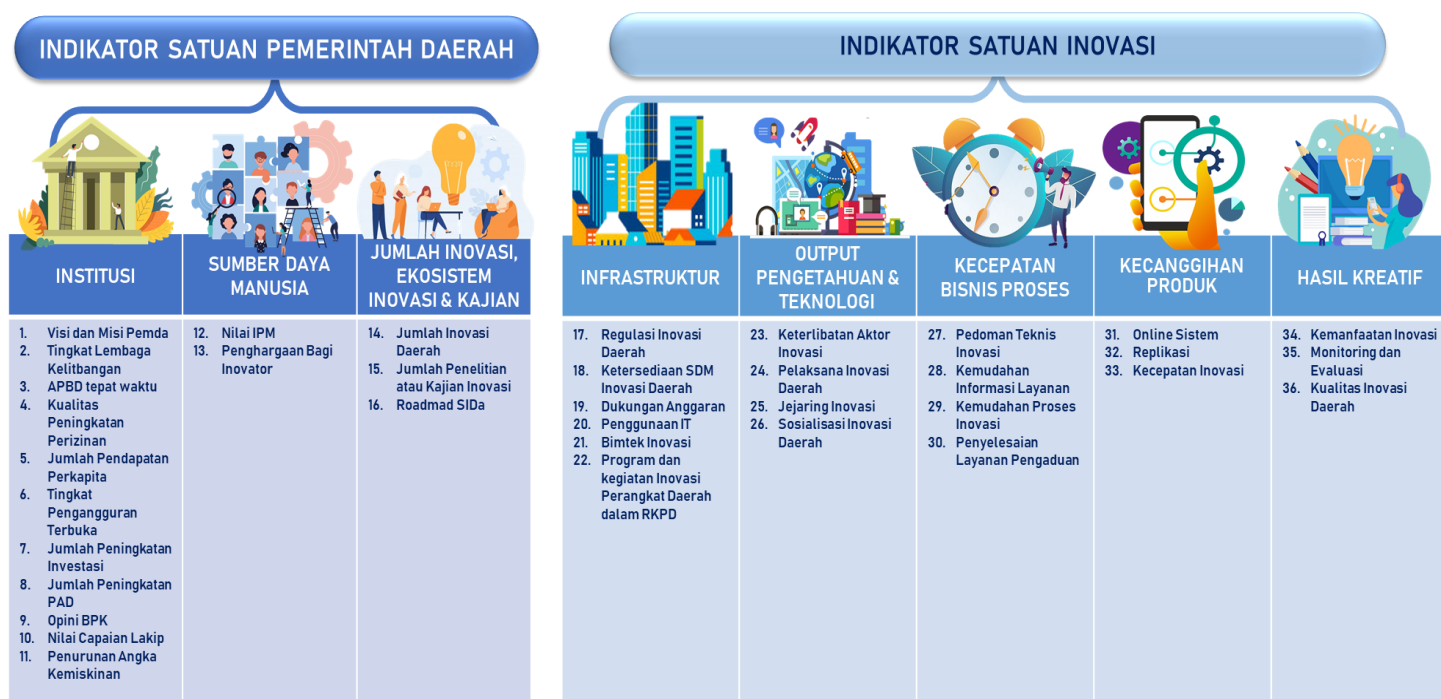 INDIKATOR SATUAN PEMERINTAH DAERAH
INSTITUSI
1. Visi dan Misi Pemda
2. Tingkat Lembaga
Kelitbangan
3. APBD tepat waktu
4. Kualitas
Peningkatan
Perizinan
5. Jumlah Pendapatan
Perkapita
6. Tingkat
Pengangguran
Terbuka
7. Jumlah Peningkatan
Investasi
8. Jumlah Peningkatan
PAD
9. Opini BPK
10. Nilai Capaian Lakip
11. Penurunan Angka
Kemiskinan
SUMBER DAYA
MANUSIA
12. Nilai IPM
13. Penghargaan Bagi
Inovator
JUMLAH INOVASI,
EKOSISTEM
INOVASI & KAJIAN
14. Jumlah Inovasi
Daerah
15. Jumlah Penelitian
atau Kajian Inovasi
16. Roadmad SIDa
INDIKATOR SATUAN INOVASI
INFRASTRUKTUR
17. Regulasi Inovasi
Daerah
18. Ketersediaan SDM
Inovasi Daerah
19. Dukungan Anggaran
20. Penggunaan IT
21. Bimtek Inovasi
22. Program dan
kegiatan Inovasi
Perangkat Daerah
dalam RKPD
OUTPUT
PENGETAHUAN &
TEKNOLOGI
23. Keterlibatan Aktor
Inovasi
24. Pelaksana Inovasi
Daerah
25. Jejaring Inovasi
26. Sosialisasi Inovasi
Daerah
KECEPATAN
BISNIS PROSES
27. Pedoman Teknis
Inovasi
28. Kemudahan
Informasi Layanan
29. Kemudahan Proses
Inovasi
30. Penyelesaian
Layanan Pengaduan
KECANGGIHAN
PRODUK
31. Online Sistem
32. Replikasi
33. Kecepatan Inovasi
HASIL KREATIF
34. Kemanfaatan Inovasi
35. Monitoring dan
Evaluasi
36. Kualitas Inovasi
Daerah